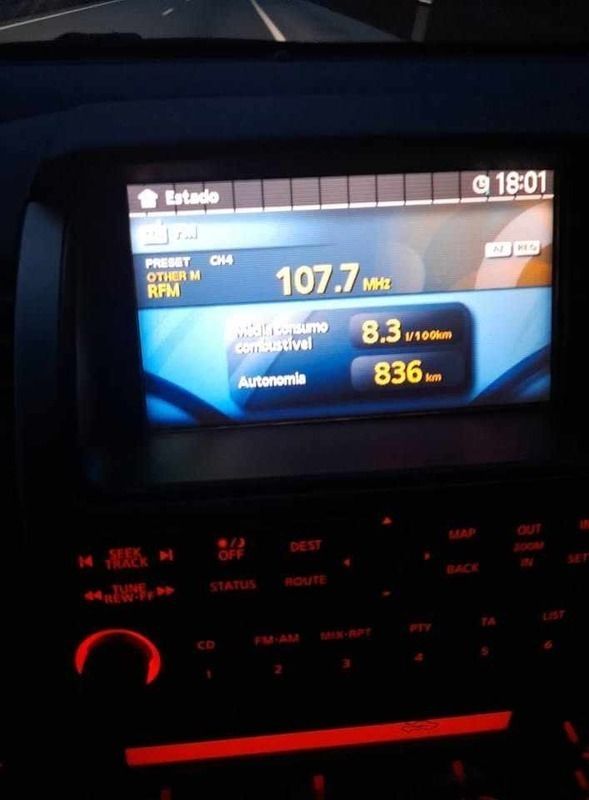 Estado 18:01
FM
PRESET CH4
OTHER M
RFM 107.7 MHz
AF REG
Média consumo
combustível 8.3 l/100km
Autonomia 836 km
SEEK
TRACK
OFF
DEST
MAP
OUT
ZOOM
IN
TUNE
REW·FF
STATUS
ROUTE
BACK
SET
CD FM·AM MIX·RPT PTY TA LIST
1 2 3 4 5 6